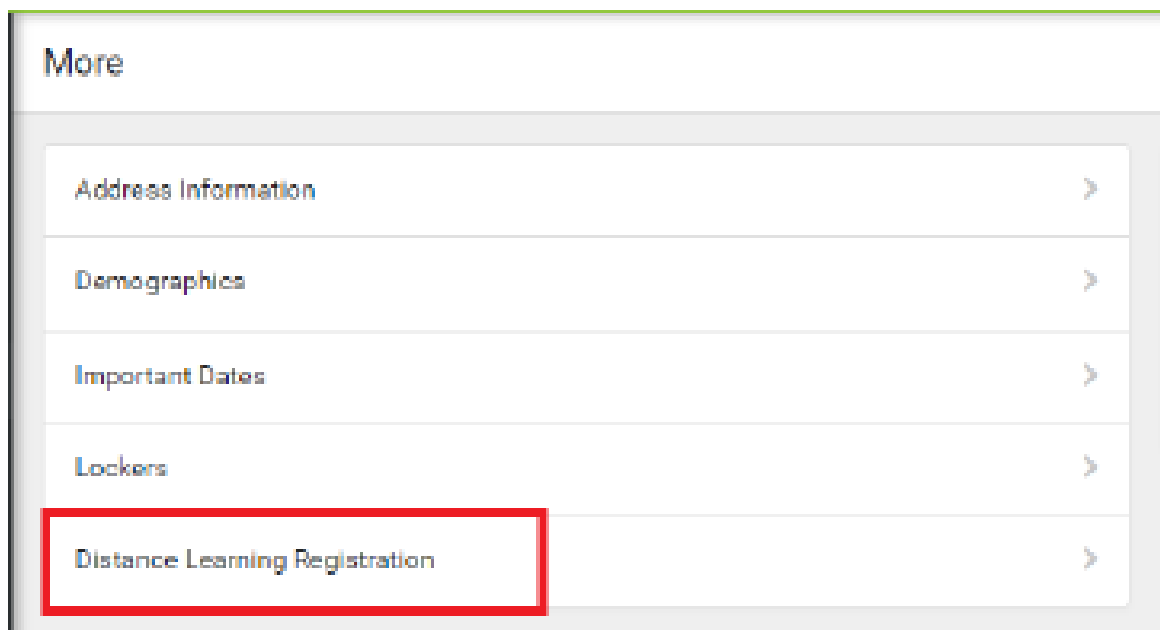 More
Address Information
Demographics
Important Dates
Lockers
Distance Learning Registration